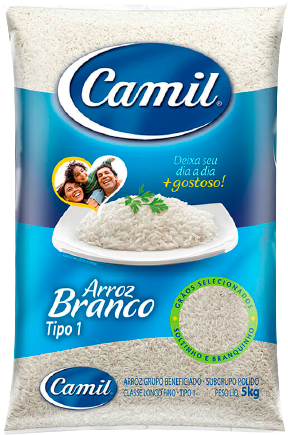 Camil®
Deixa seu
dia a dia
+gostoso!
Arroz
Branco
Tipo 1
GRÃOS SELECIONADOS
SOLTINHO E BRANQUINHO
Camil
ARROZ GRUPO BENEFICIADO - SUBGRUPO POLIDO
CLASSE LONGO FINO - TIPO 1 PESO LÍQ. 5kg